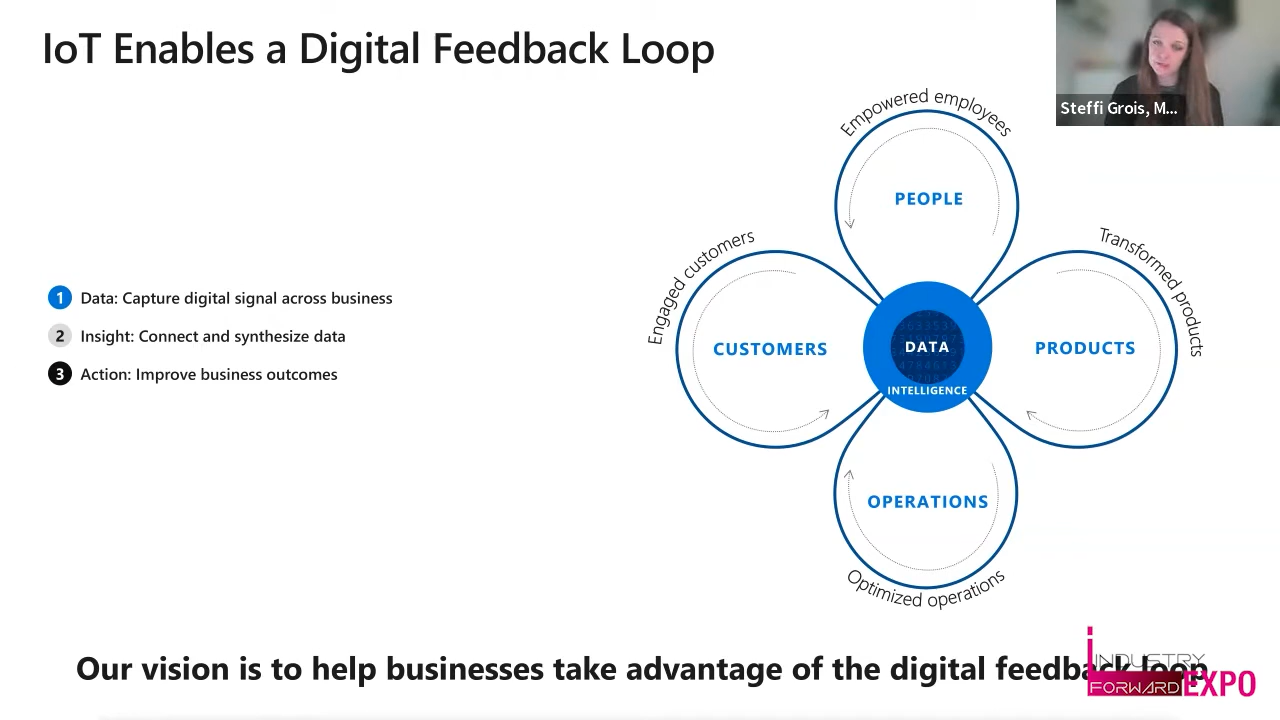 IoT Enables a Digital Feedback Loop
Steffi Grois, M...
Empowered employees
PEOPLE
Engaged customers
CUSTOMERS
Transformed products
PRODUCTS
DATA
INTELLIGENCE
OPERATIONS
Optimized operations
1 Data: Capture digital signal across business
2 Insight: Connect and synthesize data
3 Action: Improve business outcomes
Our vision is to help businesses take advantage of the digital feedback loop
INDUSTRY
FORWARD EXPO